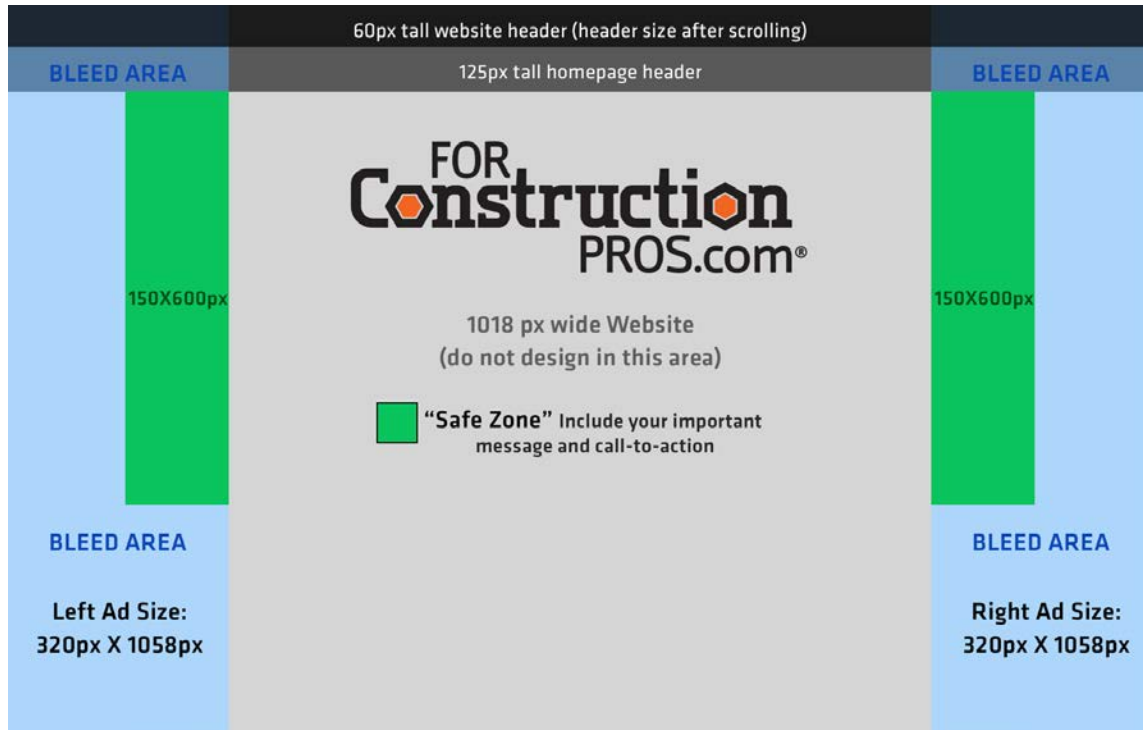 60px tall website header (header size after scrolling)
BLEED AREA
125px tall homepage header
BLEED AREA
FOR
Construction
PROS.com®
150X600px
150X600px
1018 px wide Website
(do not design in this area)
“Safe Zone” Include your important
message and call-to-action
BLEED AREA
BLEED AREA
Left Ad Size:
320px X 1058px
Right Ad Size:
320px X 1058px